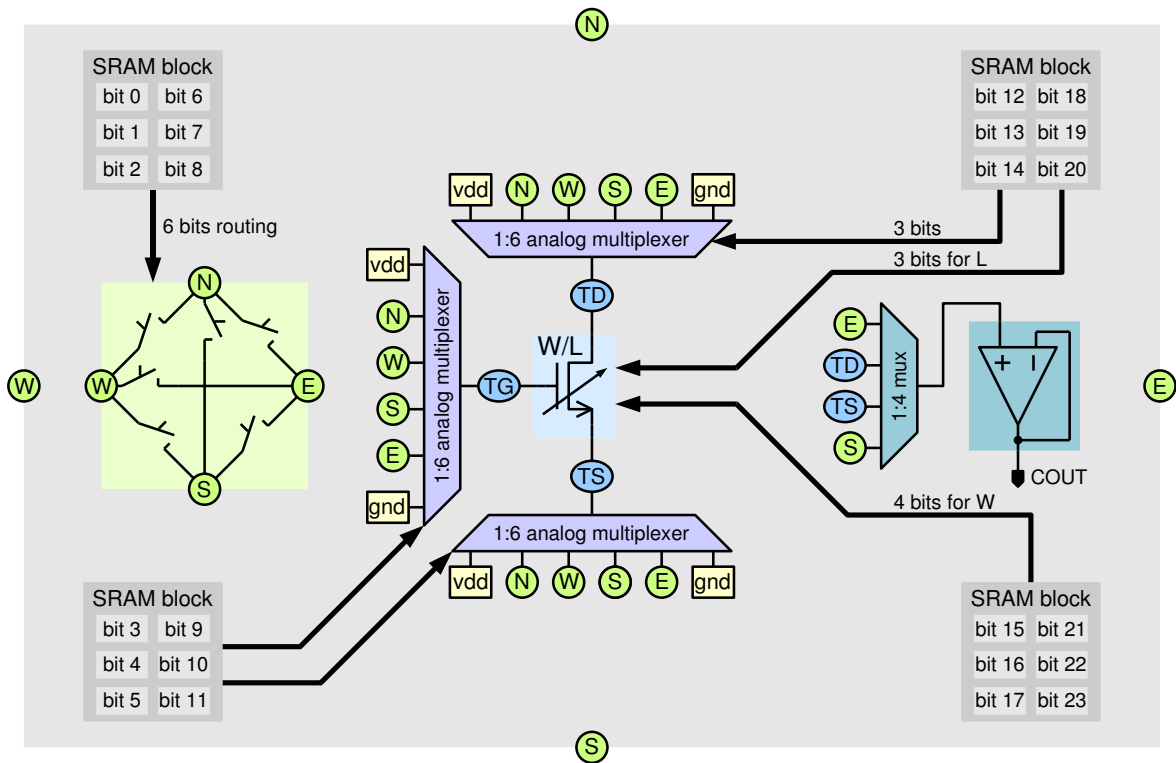 N
SRAM block
bit 0 bit 6
bit 1 bit 7
bit 2 bit 8
6 bits routing
SRAM block
bit 12 bit 18
bit 13 bit 19
bit 14 bit 20
vdd N W S E gnd
1:6 analog multiplexer
3 bits
3 bits for L
TD
vdd
N
W
S
E
gnd
1:6 analog multiplexer
TG
W/L
TS
1:6 analog multiplexer
vdd N W S E gnd
N
W
E
S
W
E
TD
TS
S
1:4 mux
+ −
COUT
E
4 bits for W
SRAM block
bit 3 bit 9
bit 4 bit 10
bit 5 bit 11
SRAM block
bit 15 bit 21
bit 16 bit 22
bit 17 bit 23
S